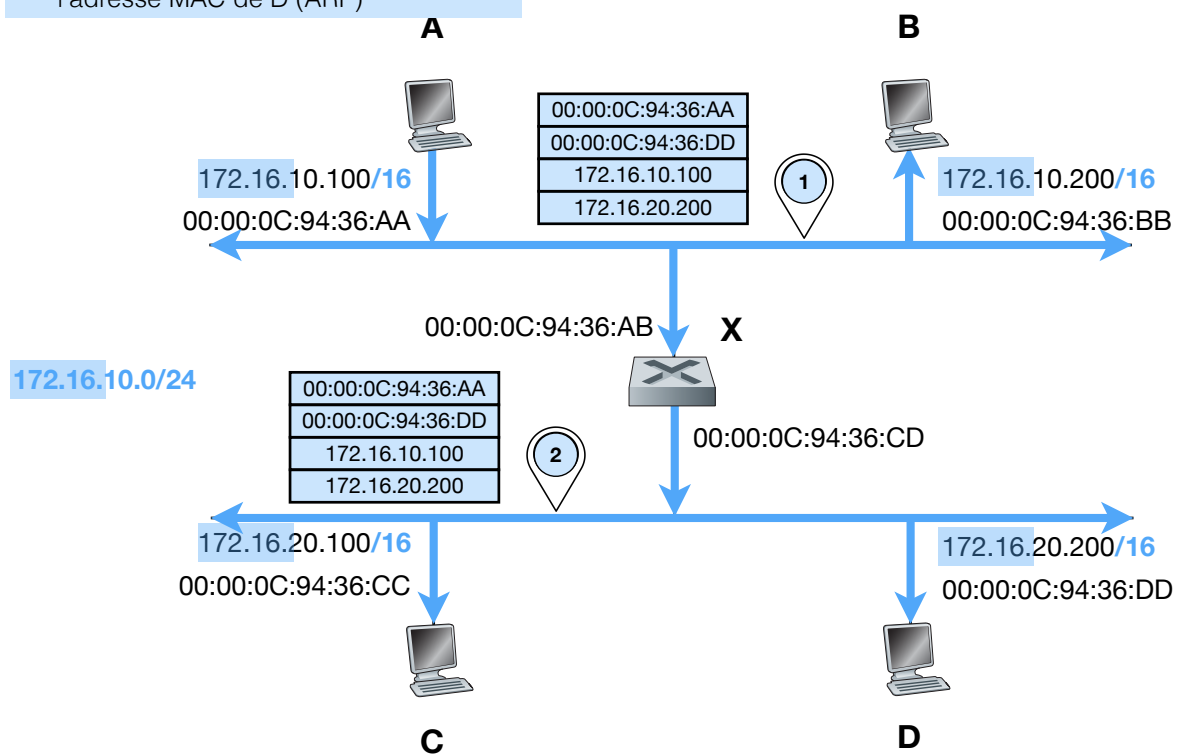 l'adresse MAC de D (ARP)
A
B
00:00:0C:94:36:AA
00:00:0C:94:36:DD
172.16.10.100
172.16.20.200
1
172.16.10.100/16
00:00:0C:94:36:AA
172.16.10.200/16
00:00:0C:94:36:BB
00:00:0C:94:36:AB
X
172.16.10.0/24
00:00:0C:94:36:AA
00:00:0C:94:36:DD
172.16.10.100
172.16.20.200
2
00:00:0C:94:36:CD
172.16.20.100/16
00:00:0C:94:36:CC
172.16.20.200/16
00:00:0C:94:36:DD
C
D